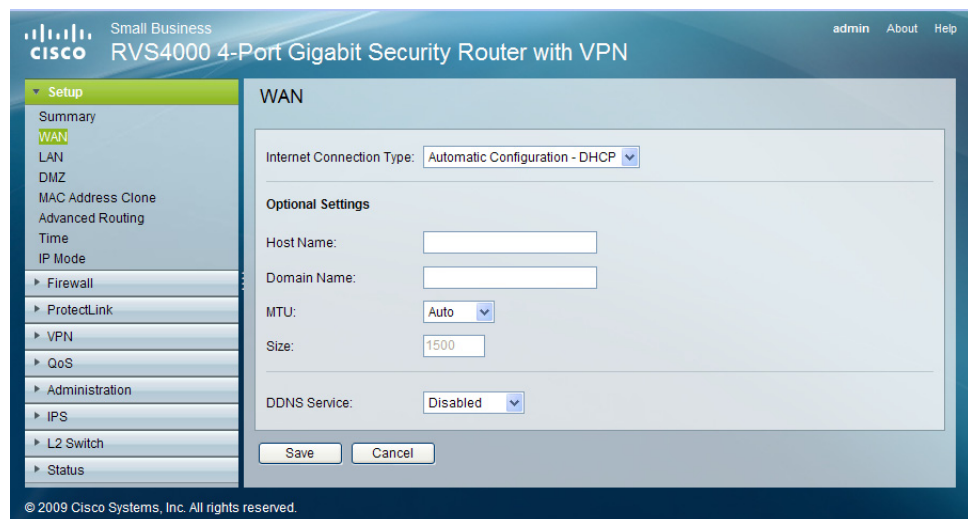 Small Business
cisco RVS4000 4-Port Gigabit Security Router with VPN
admin About Help
Setup
Summary
WAN
LAN
DMZ
MAC Address Clone
Advanced Routing
Time
IP Mode
Firewall
ProtectLink
VPN
QoS
Administration
IPS
L2 Switch
Status
WAN
Internet Connection Type: Automatic Configuration - DHCP
Optional Settings
Host Name:
Domain Name:
MTU: Auto
Size: 1500
DDNS Service: Disabled
Save Cancel
© 2009 Cisco Systems, Inc. All rights reserved.